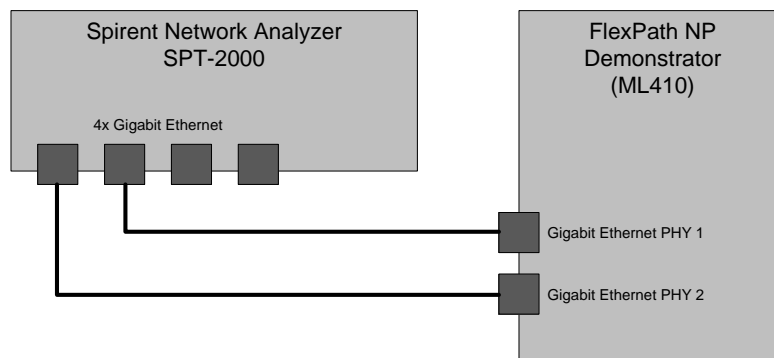 Spirent Network Analyzer
SPT-2000
4x Gigabit Ethernet
FlexPath NP
Demonstrator
(ML410)
Gigabit Ethernet PHY 1
Gigabit Ethernet PHY 2